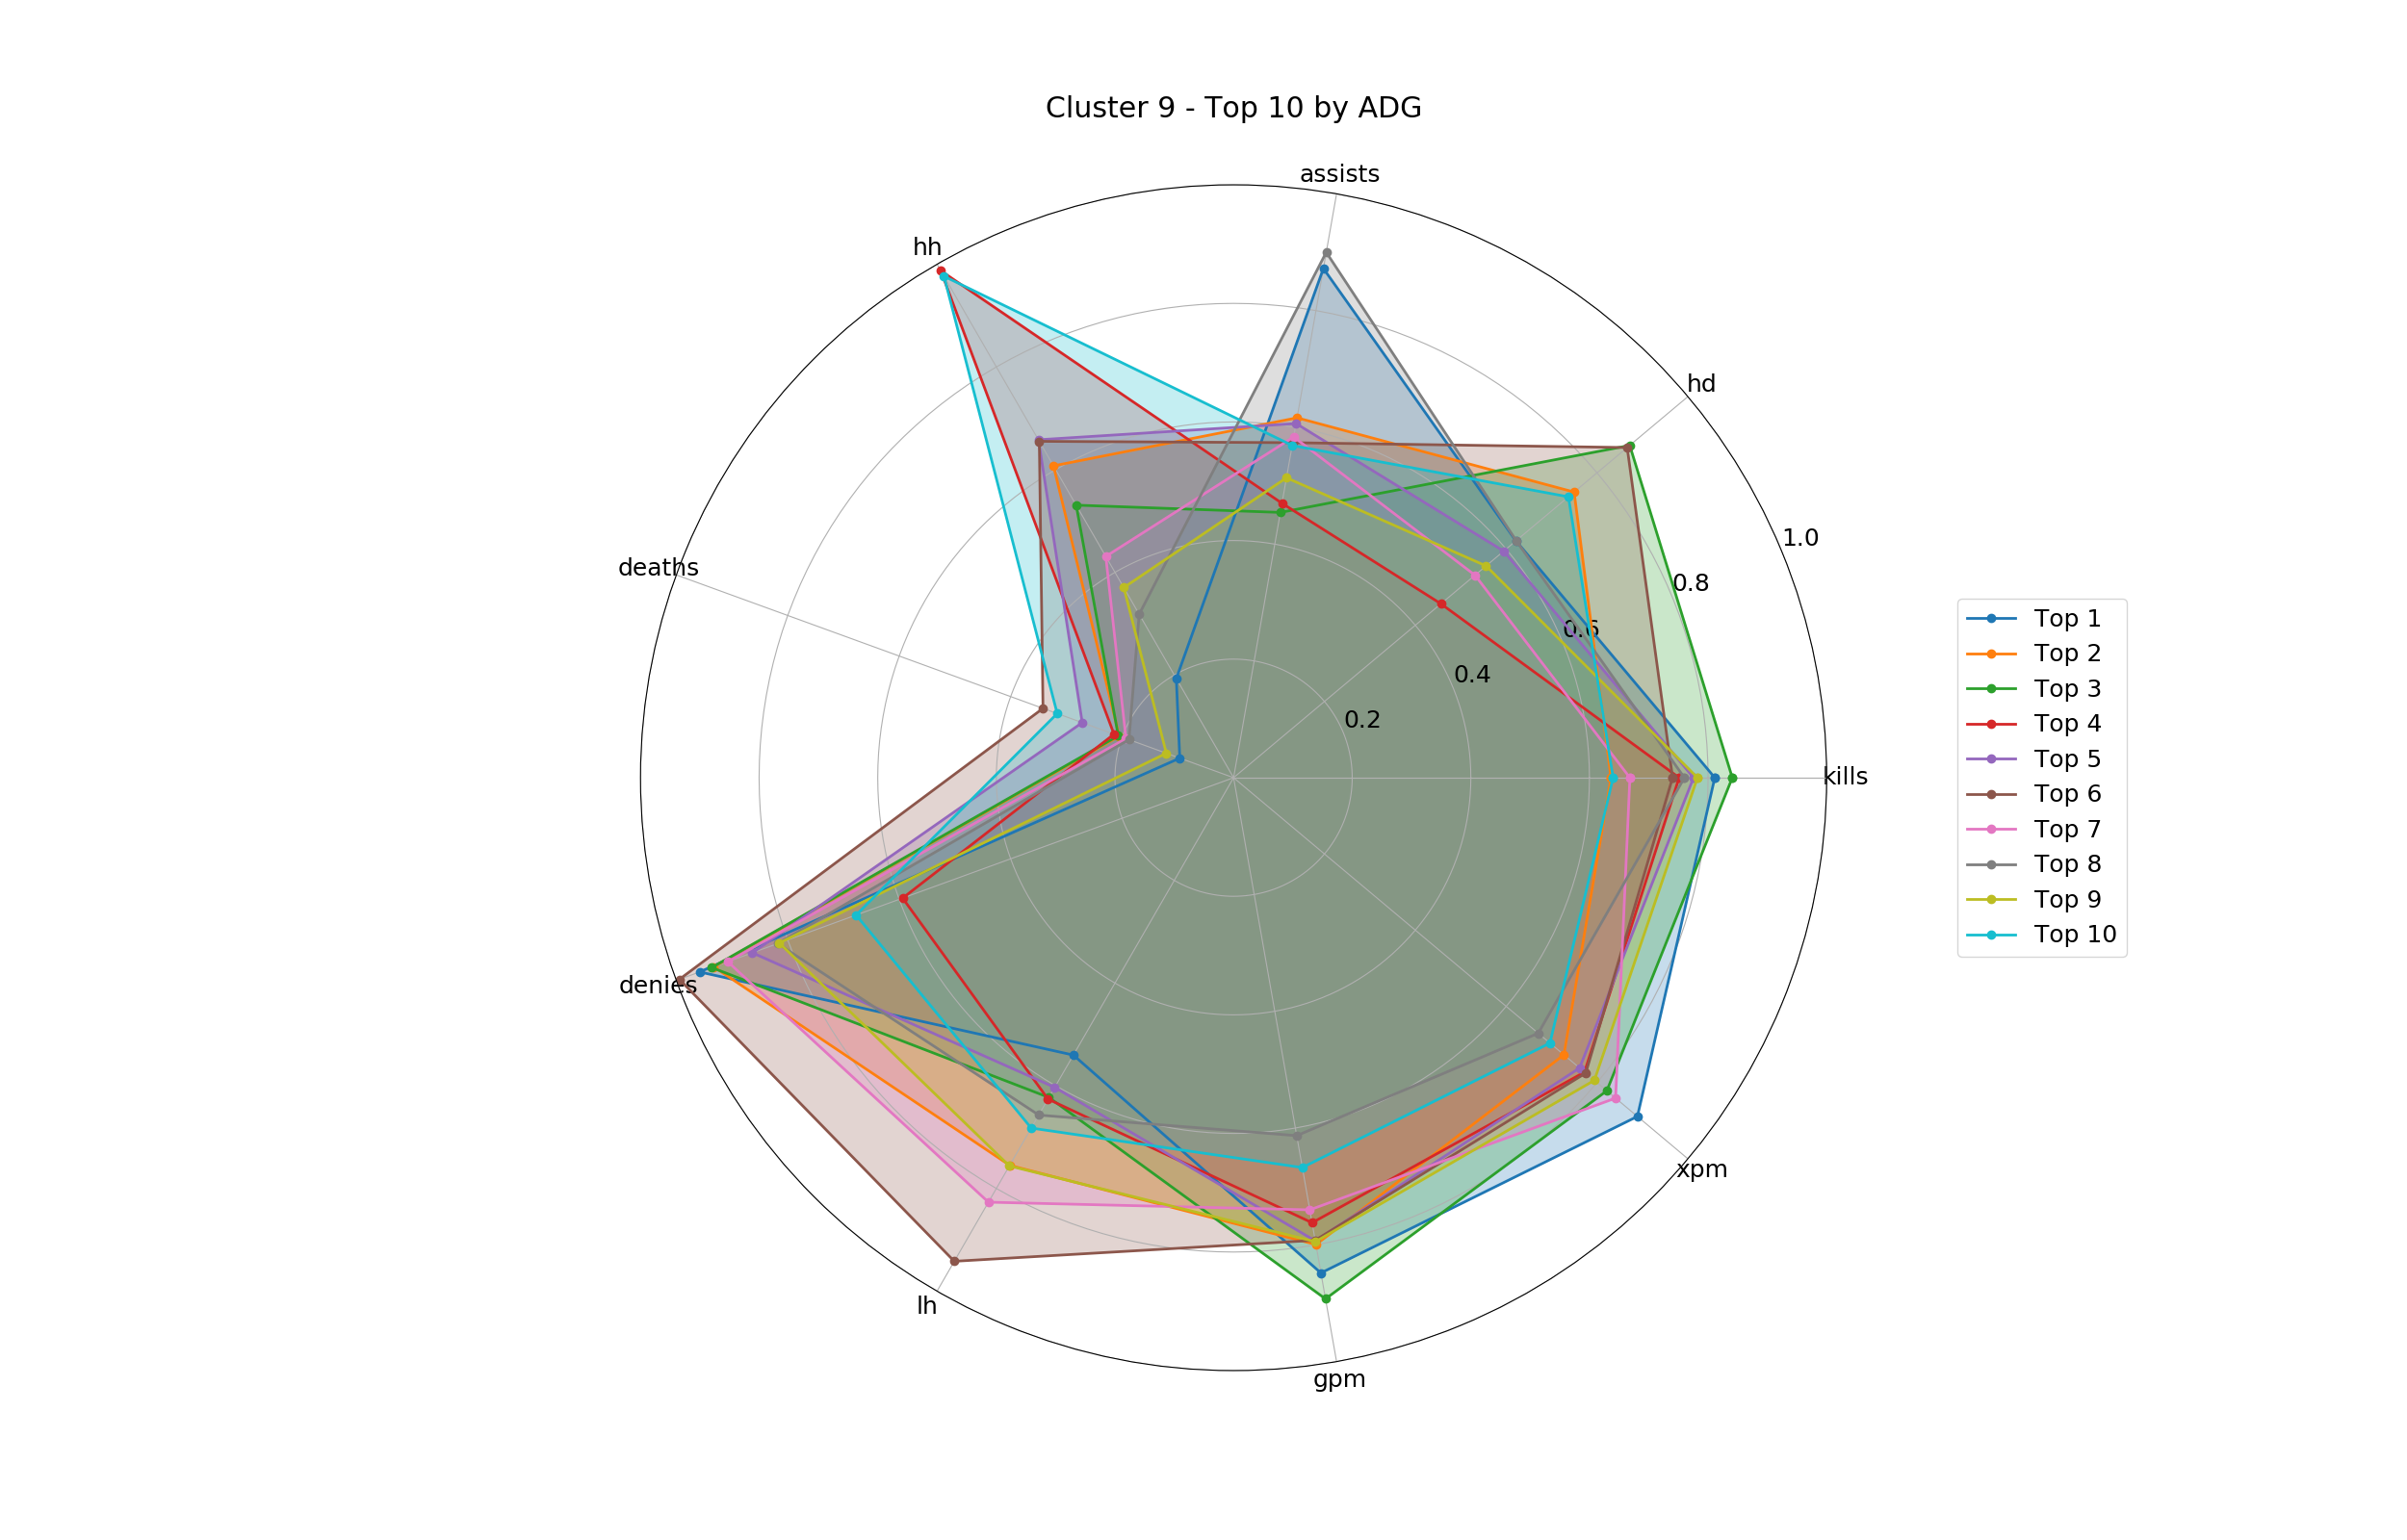 Cluster 9 - Top 10 by ADG
assists
hh
hd
1.0
deaths
0.8
0.6
0.4
0.2
kills
denies
xpm
lh
gpm
Top 1
Top 2
Top 3
Top 4
Top 5
Top 6
Top 7
Top 8
Top 9
Top 10